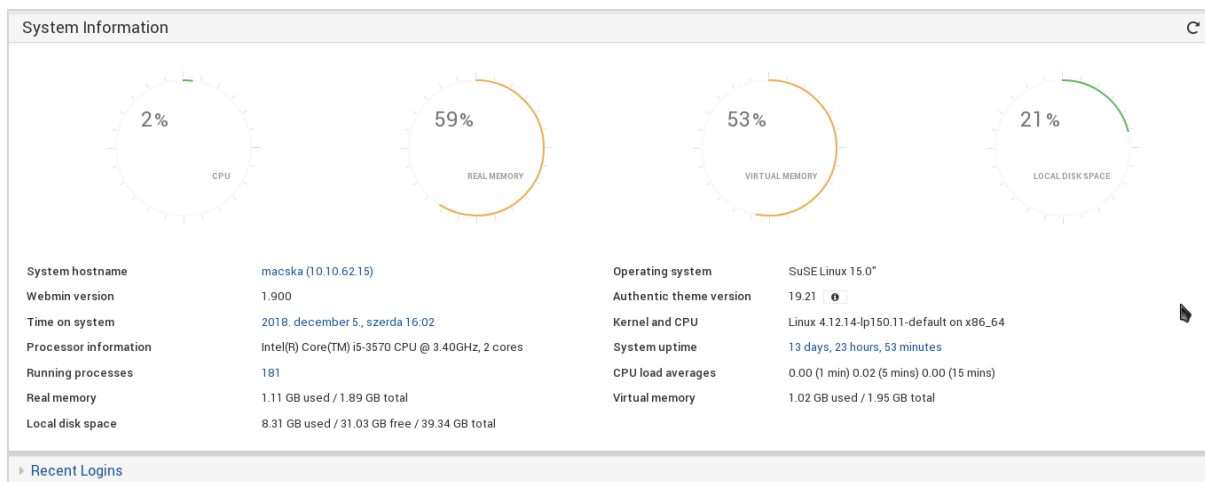 System Information
2%
CPU
59%
REAL MEMORY
53%
VIRTUAL MEMORY
21%
LOCAL DISK SPACE
System hostname macska (10.10.62.15) Operating system SuSE Linux 15.0"
Webmin version 1.900 Authentic theme version 19.21
Time on system 2018. december 5., szerda 16:02 Kernel and CPU Linux 4.12.14-lp150.11-default on x86_64
Processor information Intel(R) Core(TM) i5-3570 CPU @ 3.40GHz, 2 cores System uptime 13 days, 23 hours, 53 minutes
Running processes 181 CPU load averages 0.00 (1 min) 0.02 (5 mins) 0.00 (15 mins)
Real memory 1.11 GB used / 1.89 GB total Virtual memory 1.02 GB used / 1.95 GB total
Local disk space 8.31 GB used / 31.03 GB free / 39.34 GB total
Recent Logins